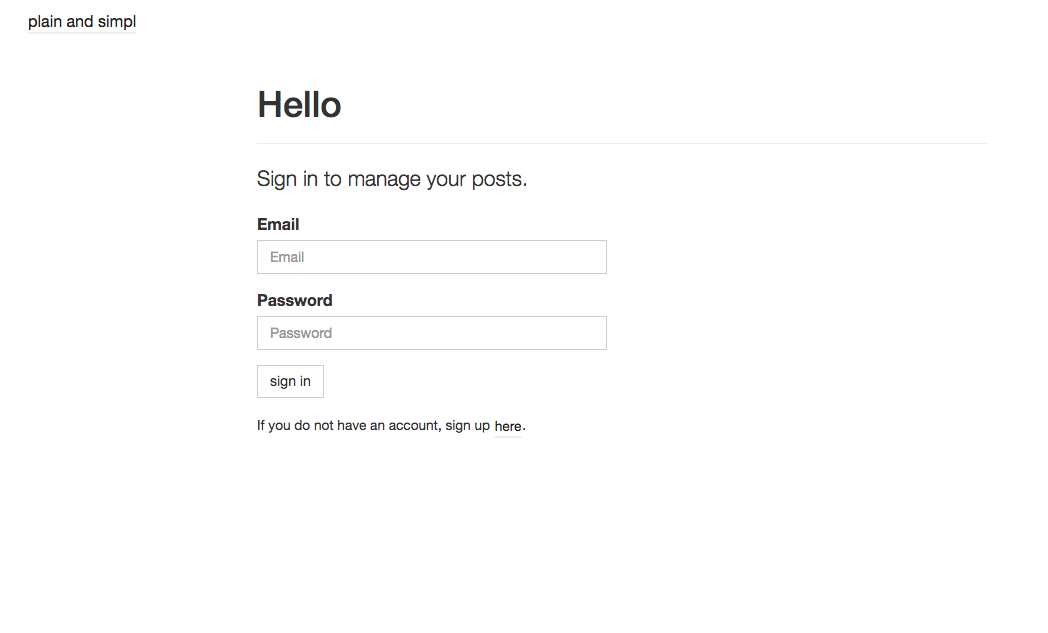 plain and simpl
Hello
Sign in to manage your posts.
Email
Email
Password
Password
sign in
If you do not have an account, sign up here.